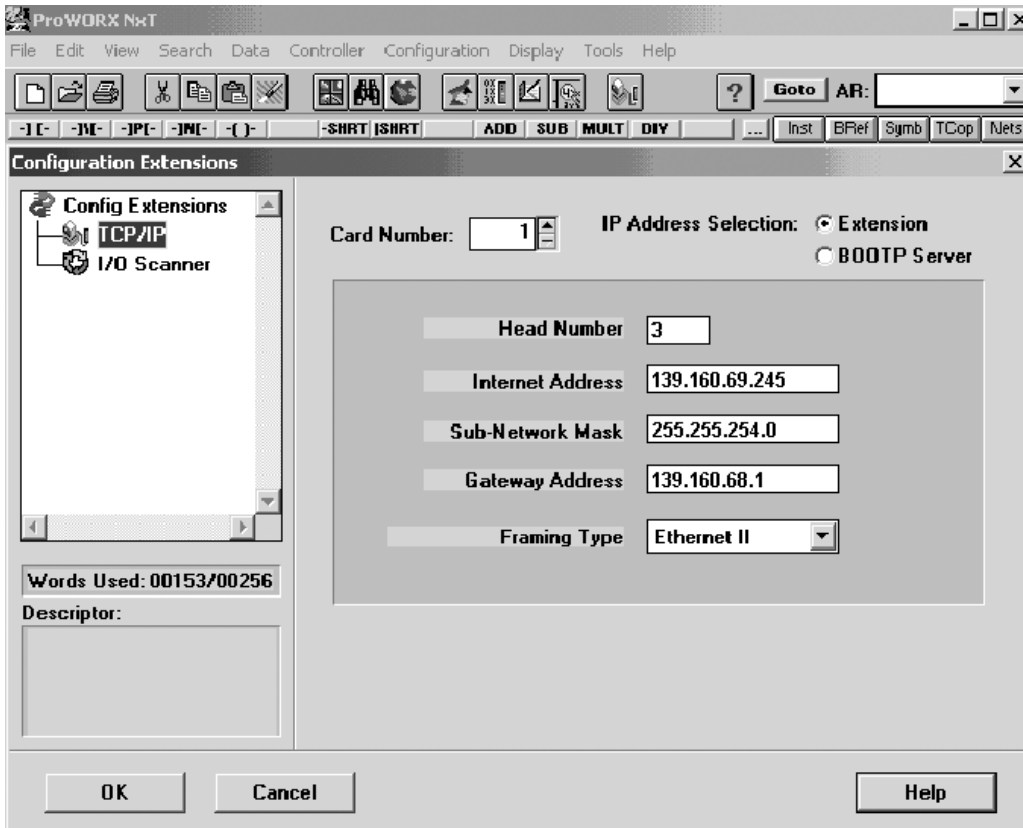 ProWORX NxT
File Edit View Search Data Controller Configuration Display Tools Help
? Goto AR:
-] [- -]\[- -]P[- -]N[- -( )- -SHRT |SHRT ADD SUB MULT DIV ... Inst BRef Symb TCop Nets
Configuration Extensions
Config Extensions
TCP/IP
I/O Scanner
Card Number: 1
IP Address Selection: Extension
BOOTP Server
Head Number 3
Internet Address 139.160.69.245
Sub-Network Mask 255.255.254.0
Gateway Address 139.160.68.1
Framing Type Ethernet II
Words Used: 00153/00256
Descriptor:
OK Cancel Help